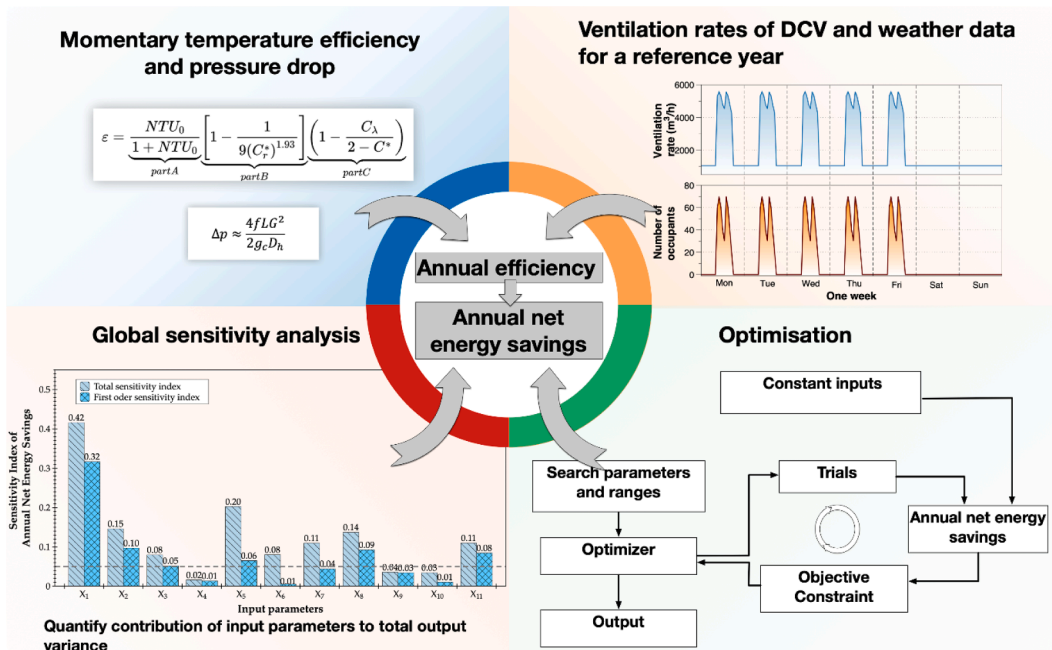 Momentary temperature efficiency
and pressure drop
ε = NTU₀ / (1 + NTU₀) [1 − 1 / 9(C*ᵣ)^1.93] (1 − C_λ / (2 − C*))
partA partB partC
Δp ≈ 4fLG² / 2g_cD_h
Ventilation rates of DCV and weather data
for a reference year
Ventilation
rate (m³/h)
6000
4000
2000
Number of
occupants
80
60
40
20
0
Mon Tue Wed Thu Fri Sat Sun
One week
Annual efficiency
Annual net
energy savings
Global sensitivity analysis
Sensitivity Index of
Annual Net Energy Savings
0.5
0.4
0.3
0.2
0.1
0
Total sensitivity index
First oder sensitivity index
0.42 0.32 0.15 0.10 0.08 0.05 0.02 0.01 0.20 0.06 0.08 0.01 0.11 0.04 0.14 0.09 0.04 0.03 0.03 0.01 0.11 0.08
X₁ X₂ X₃ X₄ X₅ X₆ X₇ X₈ X₉ X₁₀ X₁₁
Input parameters
Quantify contribution of input parameters to total output
variance
Optimisation
Constant inputs
Search parameters
and ranges
Trials
Annual net energy
savings
Optimizer
Objective
Constraint
Output